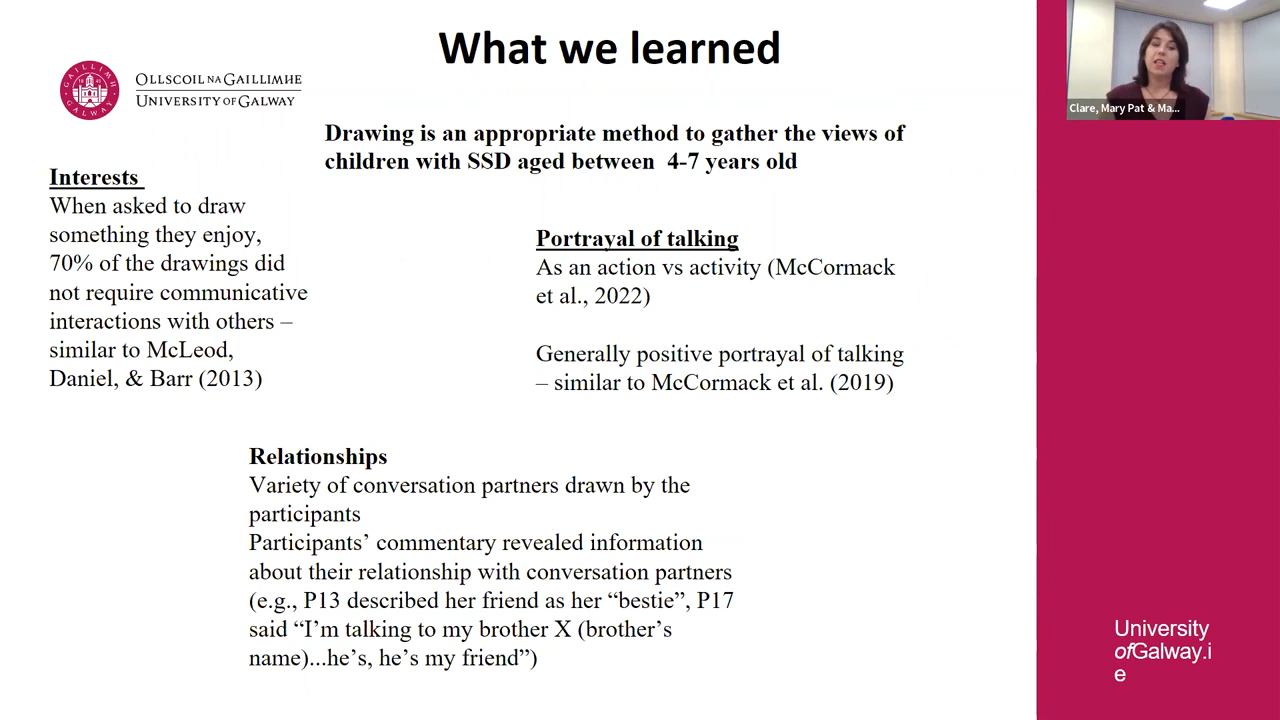 What we learned
OLLSCOIL NA GAILLIMHE
UNIVERSITY OF GALWAY
Drawing is an appropriate method to gather the views of
children with SSD aged between 4-7 years old
Interests
When asked to draw
something they enjoy,
70% of the drawings did
not require communicative
interactions with others –
similar to McLeod,
Daniel, & Barr (2013)
Portrayal of talking
As an action vs activity (McCormack
et al., 2022)
Generally positive portrayal of talking
– similar to McCormack et al. (2019)
Relationships
Variety of conversation partners drawn by the
participants
Participants’ commentary revealed information
about their relationship with conversation partners
(e.g., P13 described her friend as her “bestie”, P17
said “I’m talking to my brother X (brother’s
name)...he’s, he’s my friend”)
Clare, Mary Pat & Ma...
University
ofGalway.i
e